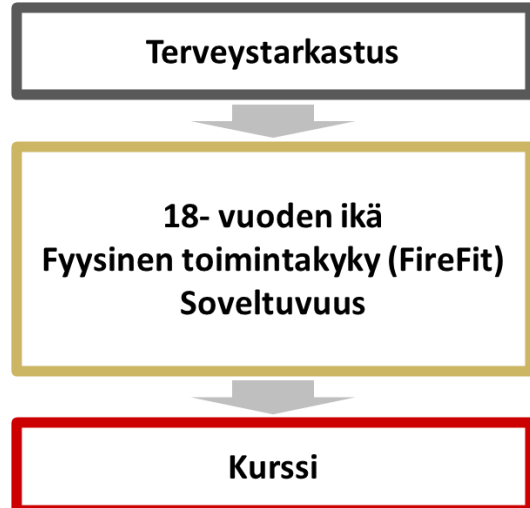 Terveystarkastus
18- vuoden ikä
Fyysinen toimintakyky (FireFit)
Soveltuvuus
Kurssi